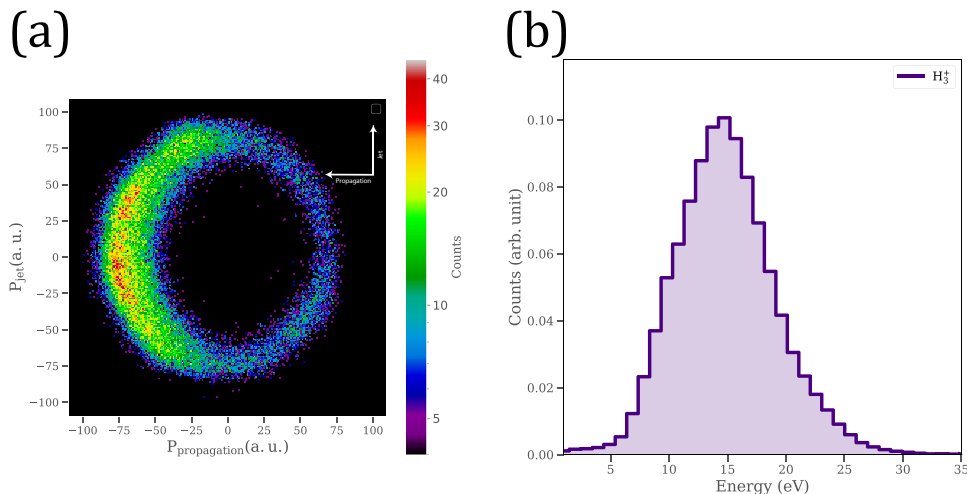 (a)
(b)
100
75
50
25
0
−25
−50
−75
−100
P_jet(a. u.)
−100 −75 −50 −25 0 25 50 75 100
P_propagation(a. u.)
Jet
Propagation
40
30
20
10
5
Counts
H₃⁺
0.10
0.08
0.06
0.04
0.02
0.00
Counts (arb. unit)
5 10 15 20 25 30 35
Energy (eV)